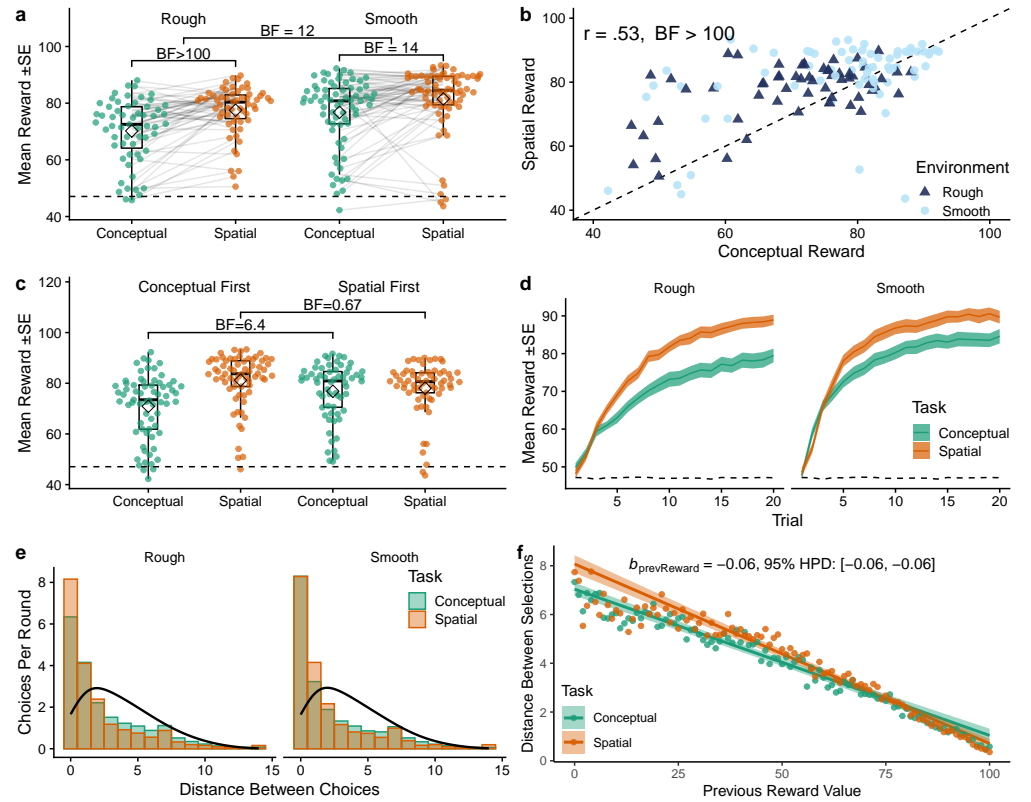 a
Rough
Smooth
BF = 12
BF>100
BF = 14
100
80
60
40
Mean Reward ±SE
Conceptual
Spatial
Conceptual
Spatial
b
r = .53, BF > 100
100
80
60
40
Spatial Reward
Environment
Rough
Smooth
40
60
80
100
Conceptual Reward
c
Conceptual First
Spatial First
BF=0.67
BF=6.4
120
100
80
60
40
Mean Reward ±SE
Conceptual
Spatial
Conceptual
Spatial
d
Rough
Smooth
90
80
70
60
50
Mean Reward ±SE
Task
Conceptual
Spatial
5
10
15
20
5
10
15
20
Trial
e
Rough
Smooth
8
6
4
2
0
Choices Per Round
Task
Conceptual
Spatial
0
5
10
15
0
5
10
15
Distance Between Choices
f
b prevReward = −0.06, 95% HPD: [−0.06, −0.06]
8
6
4
2
0
Distance Between Selections
Task
Conceptual
Spatial
0
25
50
75
100
Previous Reward Value